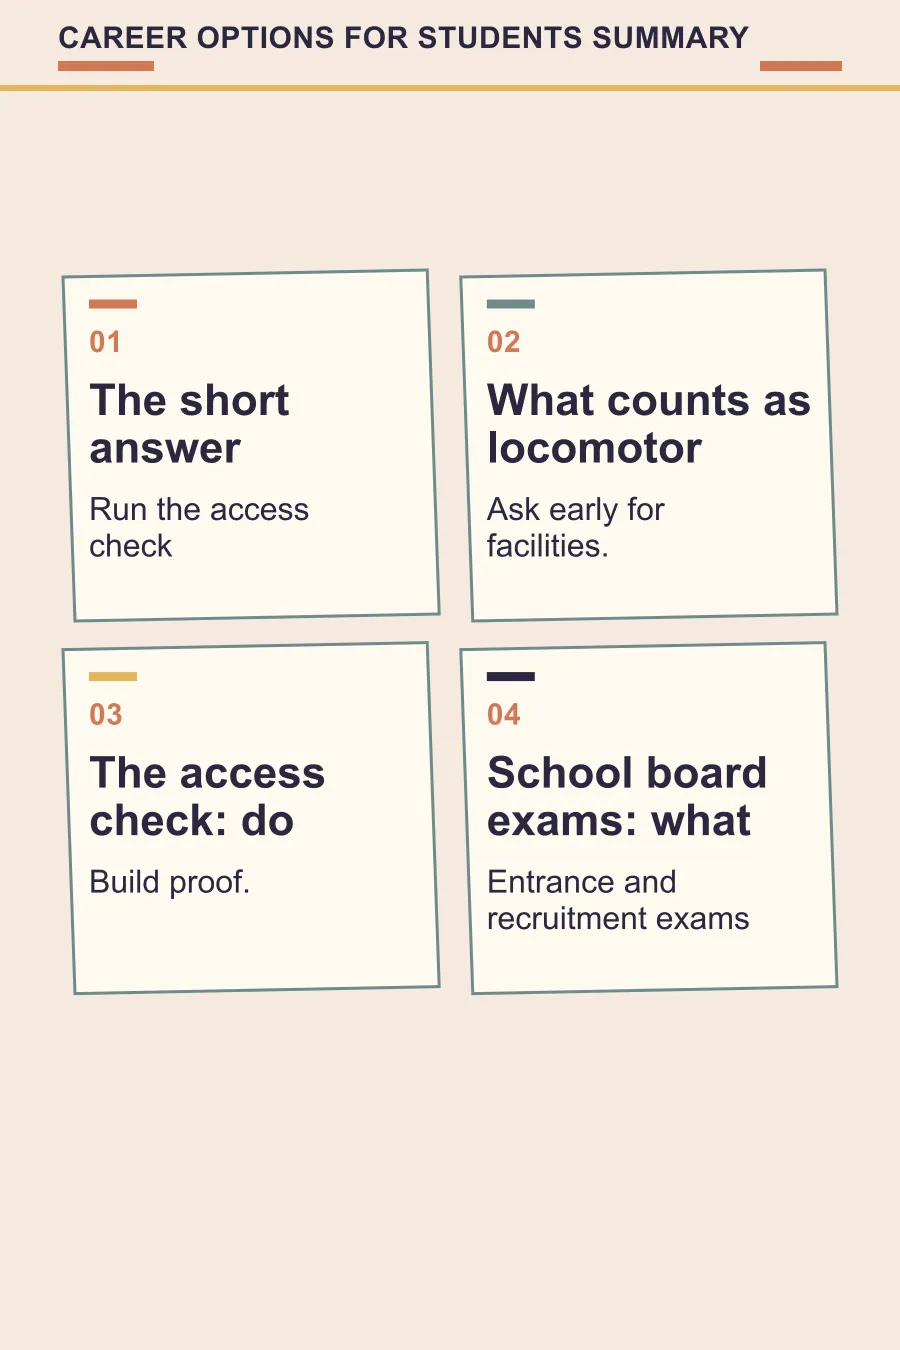 CAREER OPTIONS FOR STUDENTS SUMMARY
01
The short
answer
Run the access
check
02
What counts as
locomotor
Ask early for
facilities.
03
The access
check: do
Build proof.
04
School board
exams: what
Entrance and
recruitment exams